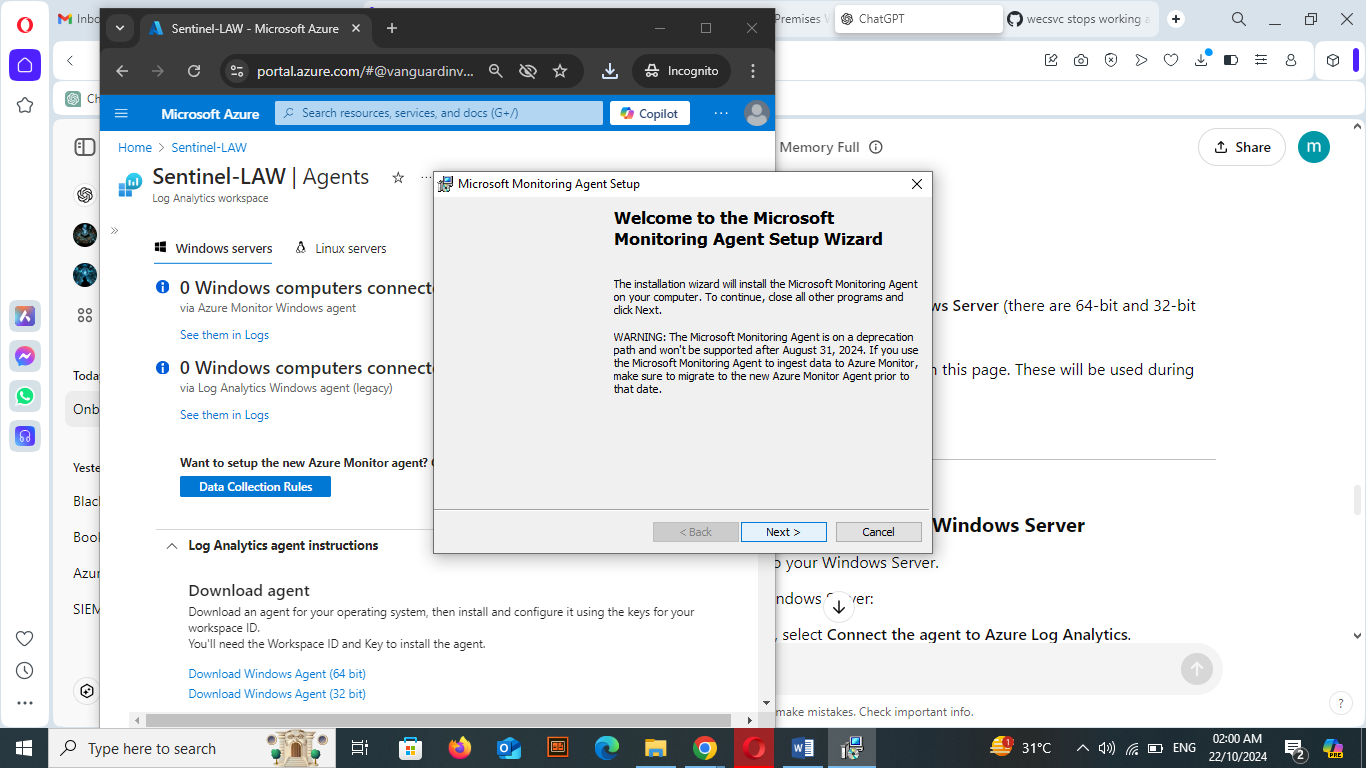 Inbo
Sentinel-LAW - Microsoft Azure
Premises
ChatGPT
wecsvc stops working a
portal.azure.com/#@vanguardinv...
Incognito
Ch
Microsoft Azure
Search resources, services, and docs (G+/)
Copilot
...
Home > Sentinel-LAW
Memory Full
Share
m
Sentinel-LAW | Agents
...
Log Analytics workspace
Windows servers
Linux servers
0 Windows computers connecte
via Azure Monitor Windows agent
See them in Logs
0 Windows computers connecte
via Log Analytics Windows agent (legacy)
See them in Logs
Want to setup the new Azure Monitor agent?
Data Collection Rules
Log Analytics agent instructions
Download agent
Download an agent for your operating system, then install and configure it using the keys for your
workspace ID.
You'll need the Workspace ID and Key to install the agent.
Download Windows Agent (64 bit)
Download Windows Agent (32 bit)
Microsoft Monitoring Agent Setup
Welcome to the Microsoft
Monitoring Agent Setup Wizard
The installation wizard will install the Microsoft Monitoring Agent
on your computer. To continue, close all other programs and
click Next.
WARNING: The Microsoft Monitoring Agent is on a deprecation
path and won't be supported after August 31, 2024. If you use
the Microsoft Monitoring Agent to ingest data to Azure Monitor,
make sure to migrate to the new Azure Monitor Agent prior to
that date.
< Back
Next >
Cancel
Today
Onb
Yeste
Black
Book
Azur
SIEM
ws Server (there are 64-bit and 32-bit
n this page. These will be used during
Windows Server
o your Windows Server.
ndows Server:
, select Connect the agent to Azure Log Analytics.
make mistakes. Check important info.
?
Type here to search
1
31°C
ENG
02:00 AM
22/10/2024
2
PRE